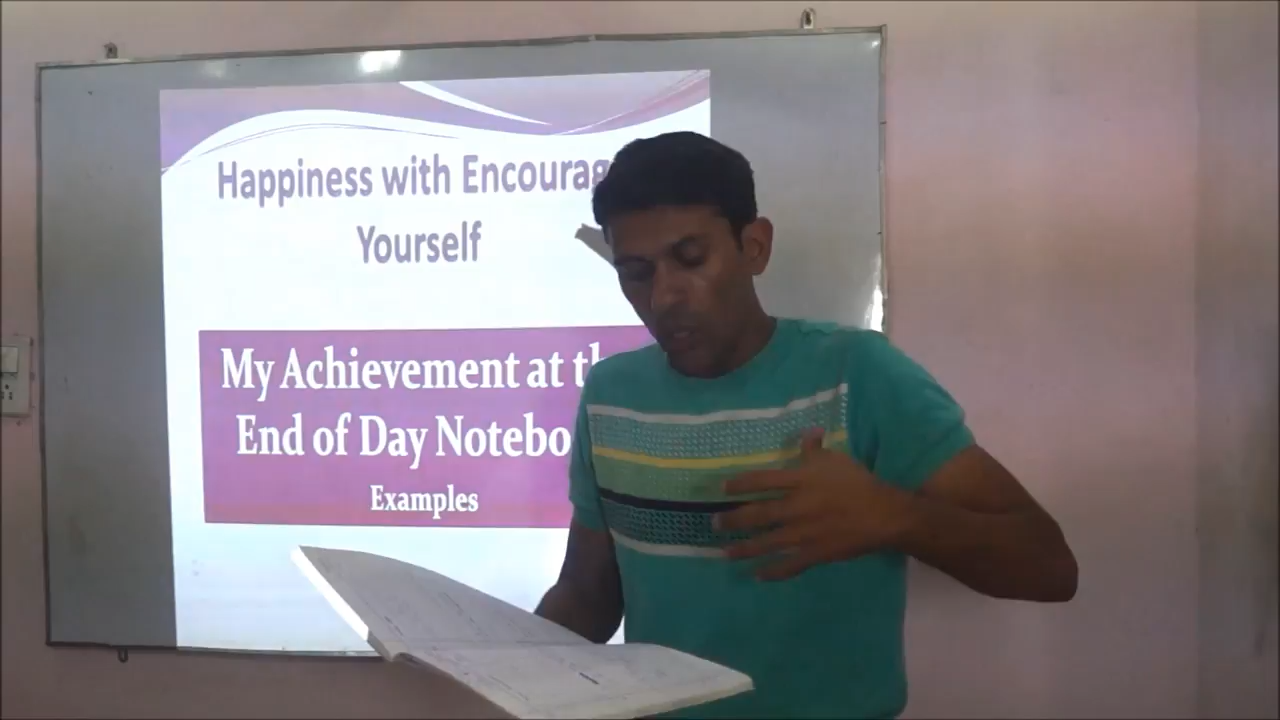 Happiness with Encourag
Yourself
My Achievement at th
End of Day Notebo
Examples